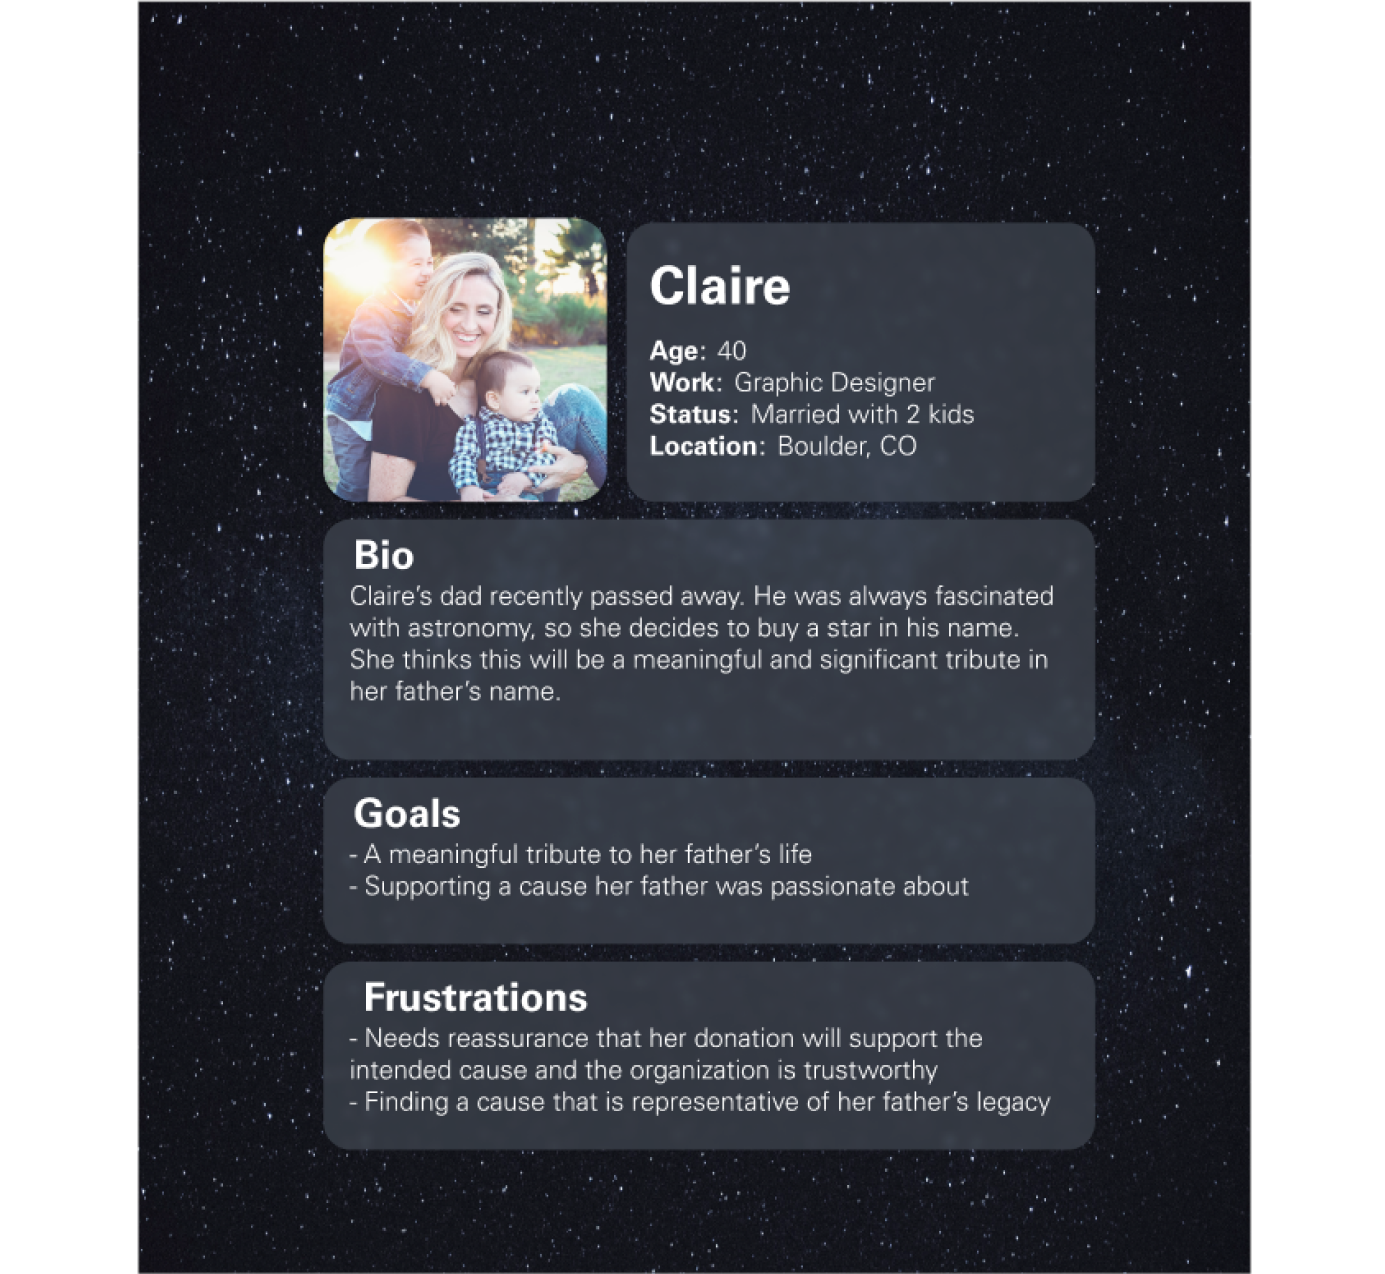 Claire
Age: 40
Work: Graphic Designer
Status: Married with 2 kids
Location: Boulder, CO
Bio
Claire’s dad recently passed away. He was always fascinated
with astronomy, so she decides to buy a star in his name.
She thinks this will be a meaningful and significant tribute in
her father’s name.
Goals
- A meaningful tribute to her father’s life
- Supporting a cause her father was passionate about
Frustrations
- Needs reassurance that her donation will support the
intended cause and the organization is trustworthy
- Finding a cause that is representative of her father’s legacy